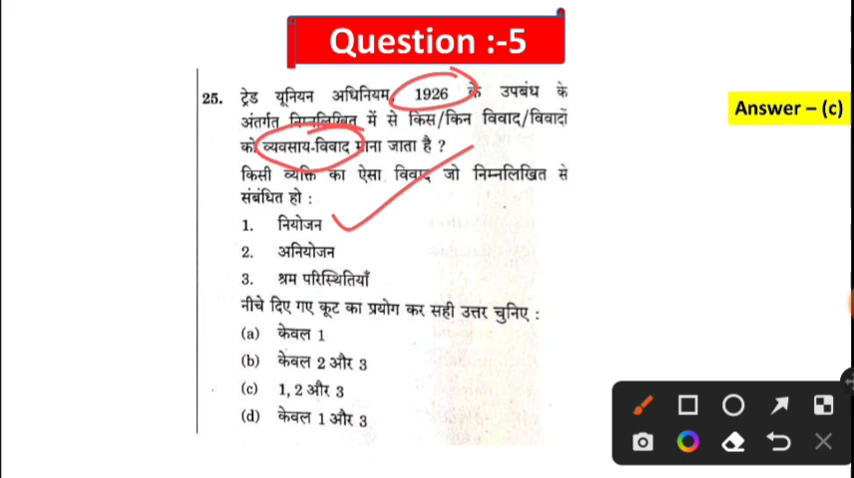 Question :-5
Answer – (c)
25. ट्रेड यूनियन अधिनियम, 1926 के उपबंध के
अंतर्गत निम्नलिखित में से किस/किन विवाद/विवादों
को व्यवसाय-विवाद माना जाता है ?
किसी व्यक्ति का ऐसा विवाद जो निम्नलिखित से
संबंधित हो :
1. नियोजन
2. अनियोजन
3. श्रम परिस्थितियाँ
नीचे दिए गए कूट का प्रयोग कर सही उत्तर चुनिए :
(a) केवल 1
(b) केवल 2 और 3
(c) 1, 2 और 3
(d) केवल 1 और 3